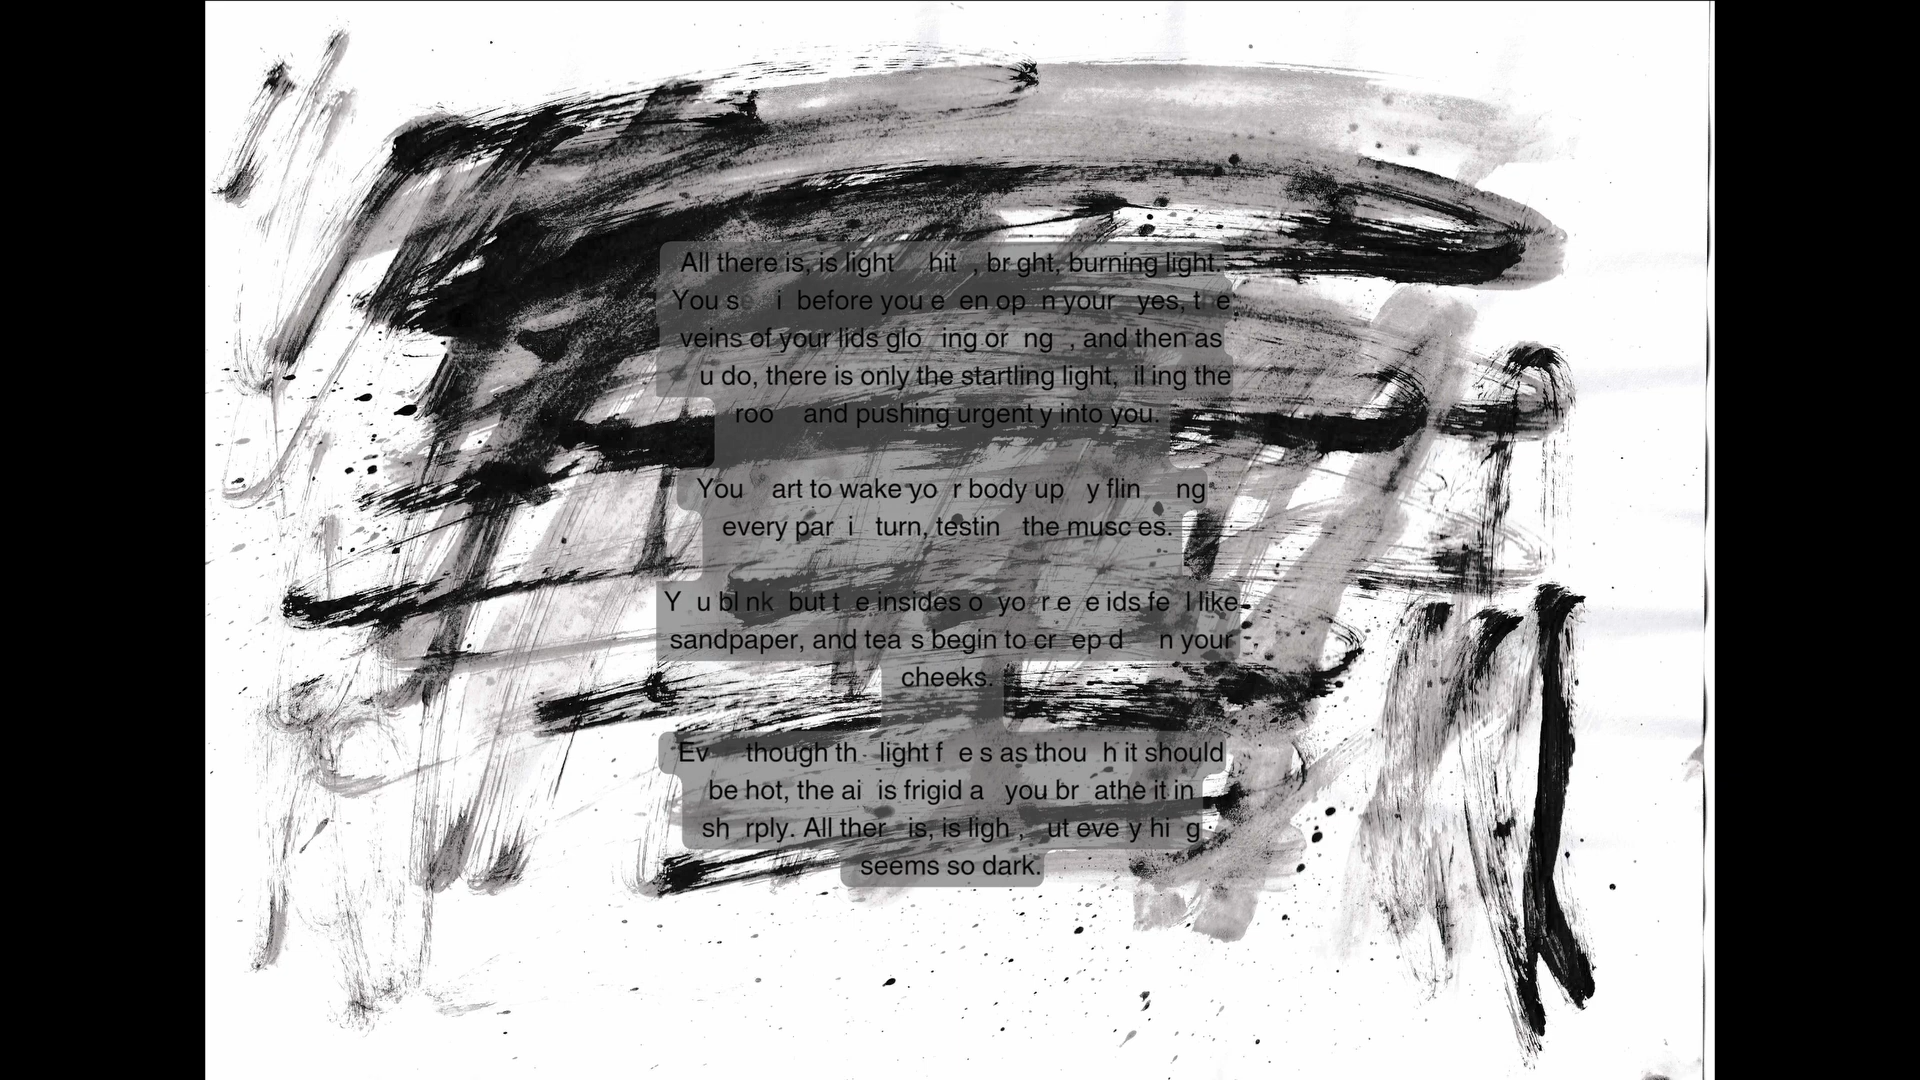 All there is, is light hit , br ght, burning light.
You se i before you e en op n your yes, t e
veins of your lids glo ing or ng , and then as
u do, there is only the startling light, il ing the
roo and pushing urgent y into you.
You art to wake yo r body up y flin ng
every par i turn, testin the musc es.
Y u bl nk but t e insides o yo r e e ids fe l like
sandpaper, and tea s begin to cr ep d n your
cheeks.
Ev though th light f e s as thou h it should
be hot, the ai is frigid a you br athe it in
sh rply. All ther is, is ligh , ut eve y hi g
seems so dark.